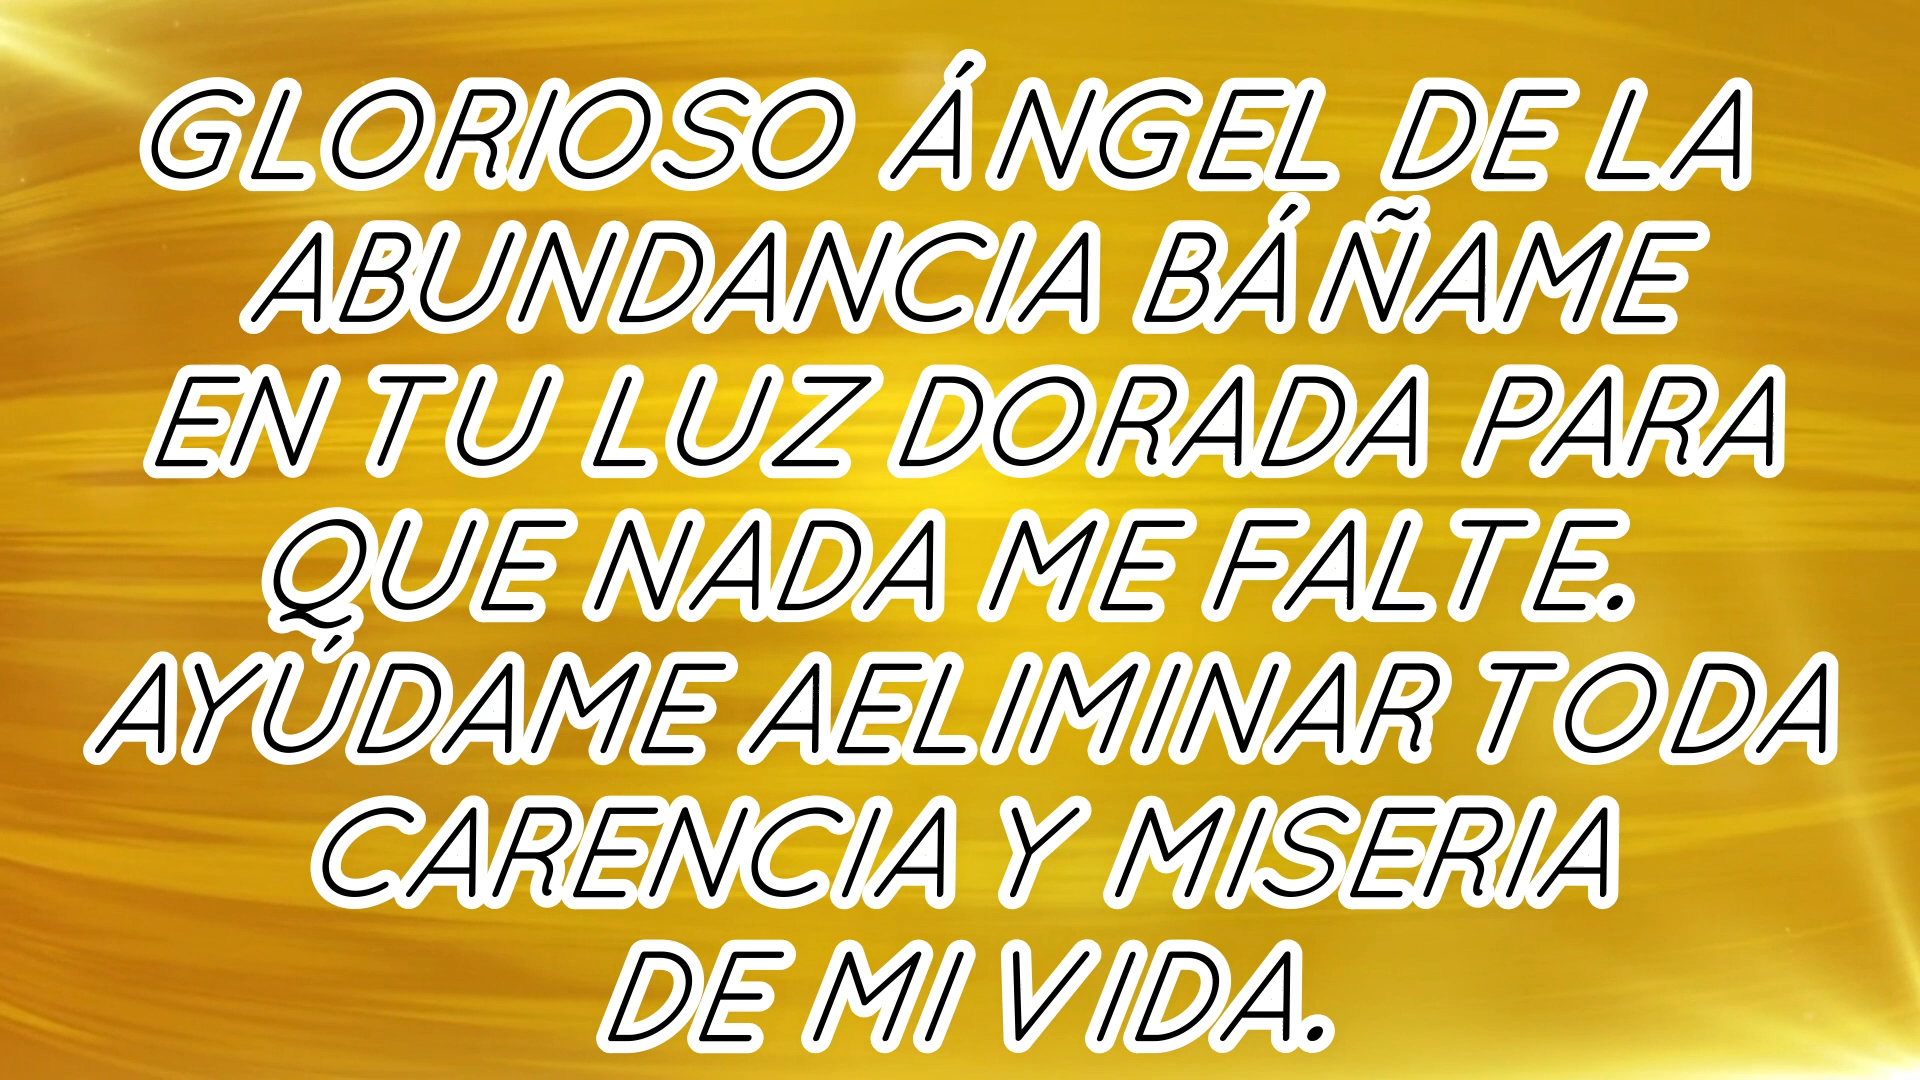 GLORIOSO ÁNGEL DE LA
ABUNDANCIA BÁÑAME
EN TU LUZ DORADA PARA
QUE NADA ME FALTE.
AYÚDAME AELIMINAR TODA
CARENCIA Y MISERIA
DE MI VIDA.